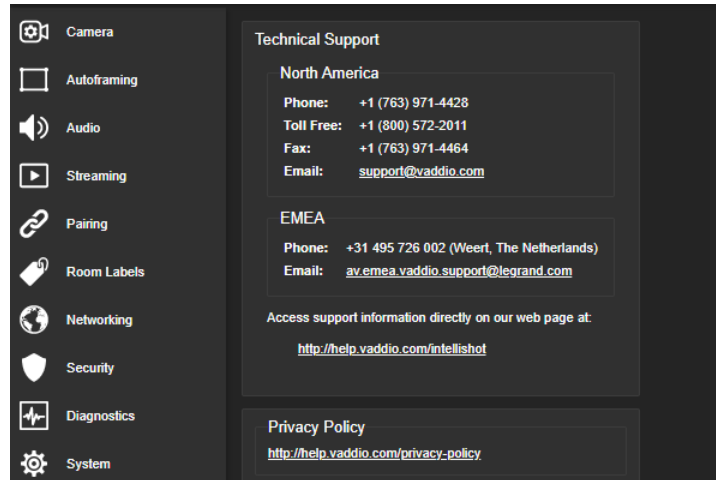 Camera
Autoframing
Audio
Streaming
Pairing
Room Labels
Networking
Security
Diagnostics
System
Technical Support
North America
Phone: +1 (763) 971-4428
Toll Free: +1 (800) 572-2011
Fax: +1 (763) 971-4464
Email: support@vaddio.com
EMEA
Phone: +31 495 726 002 (Weert, The Netherlands)
Email: av.emea.vaddio.support@legrand.com
Access support information directly on our web page at:
http://help.vaddio.com/intellishot
Privacy Policy
http://help.vaddio.com/privacy-policy